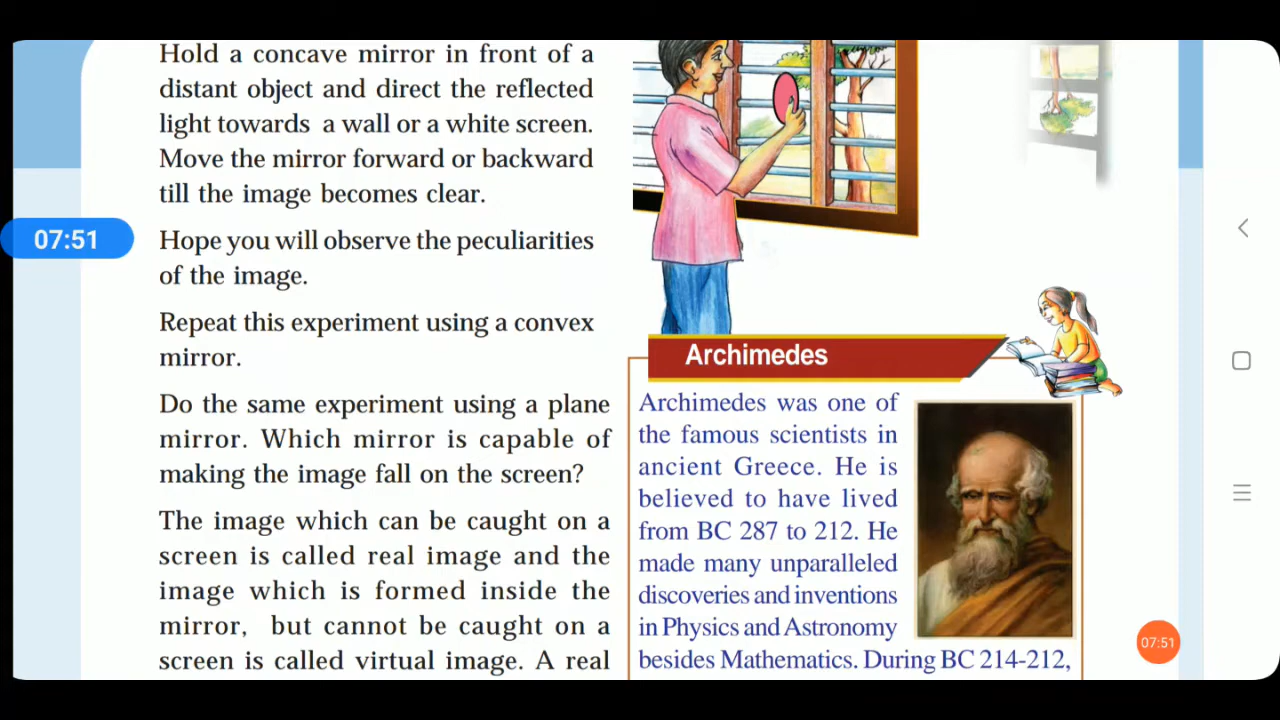 Hold a concave mirror in front of a
distant object and direct the reflected
light towards a wall or a white screen.
Move the mirror forward or backward
till the image becomes clear.
07:51
Hope you will observe the peculiarities
of the image.
Repeat this experiment using a convex
mirror.
Do the same experiment using a plane
mirror. Which mirror is capable of
making the image fall on the screen?
The image which can be caught on a
screen is called real image and the
image which is formed inside the
mirror, but cannot be caught on a
screen is called virtual image. A real
Archimedes
Archimedes was one of
the famous scientists in
ancient Greece. He is
believed to have lived
from BC 287 to 212. He
made many unparalleled
discoveries and inventions
in Physics and Astronomy
besides Mathematics. During BC 214-212,
07:51